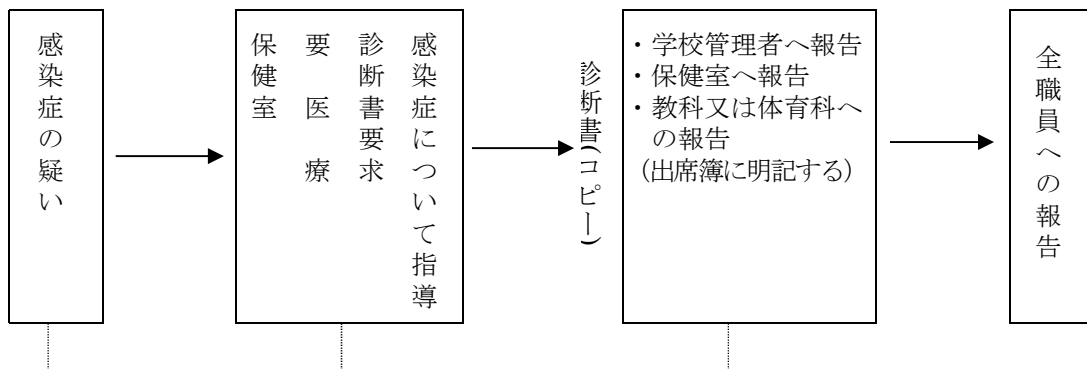 感染症の疑い
感染症について指導
診断書要求
要医療
保健室
診断書(コピー)
・学校管理者へ報告
・保健室へ報告
・教科又は体育科へ
の報告
(出席簿に明記する)
全職員への報告